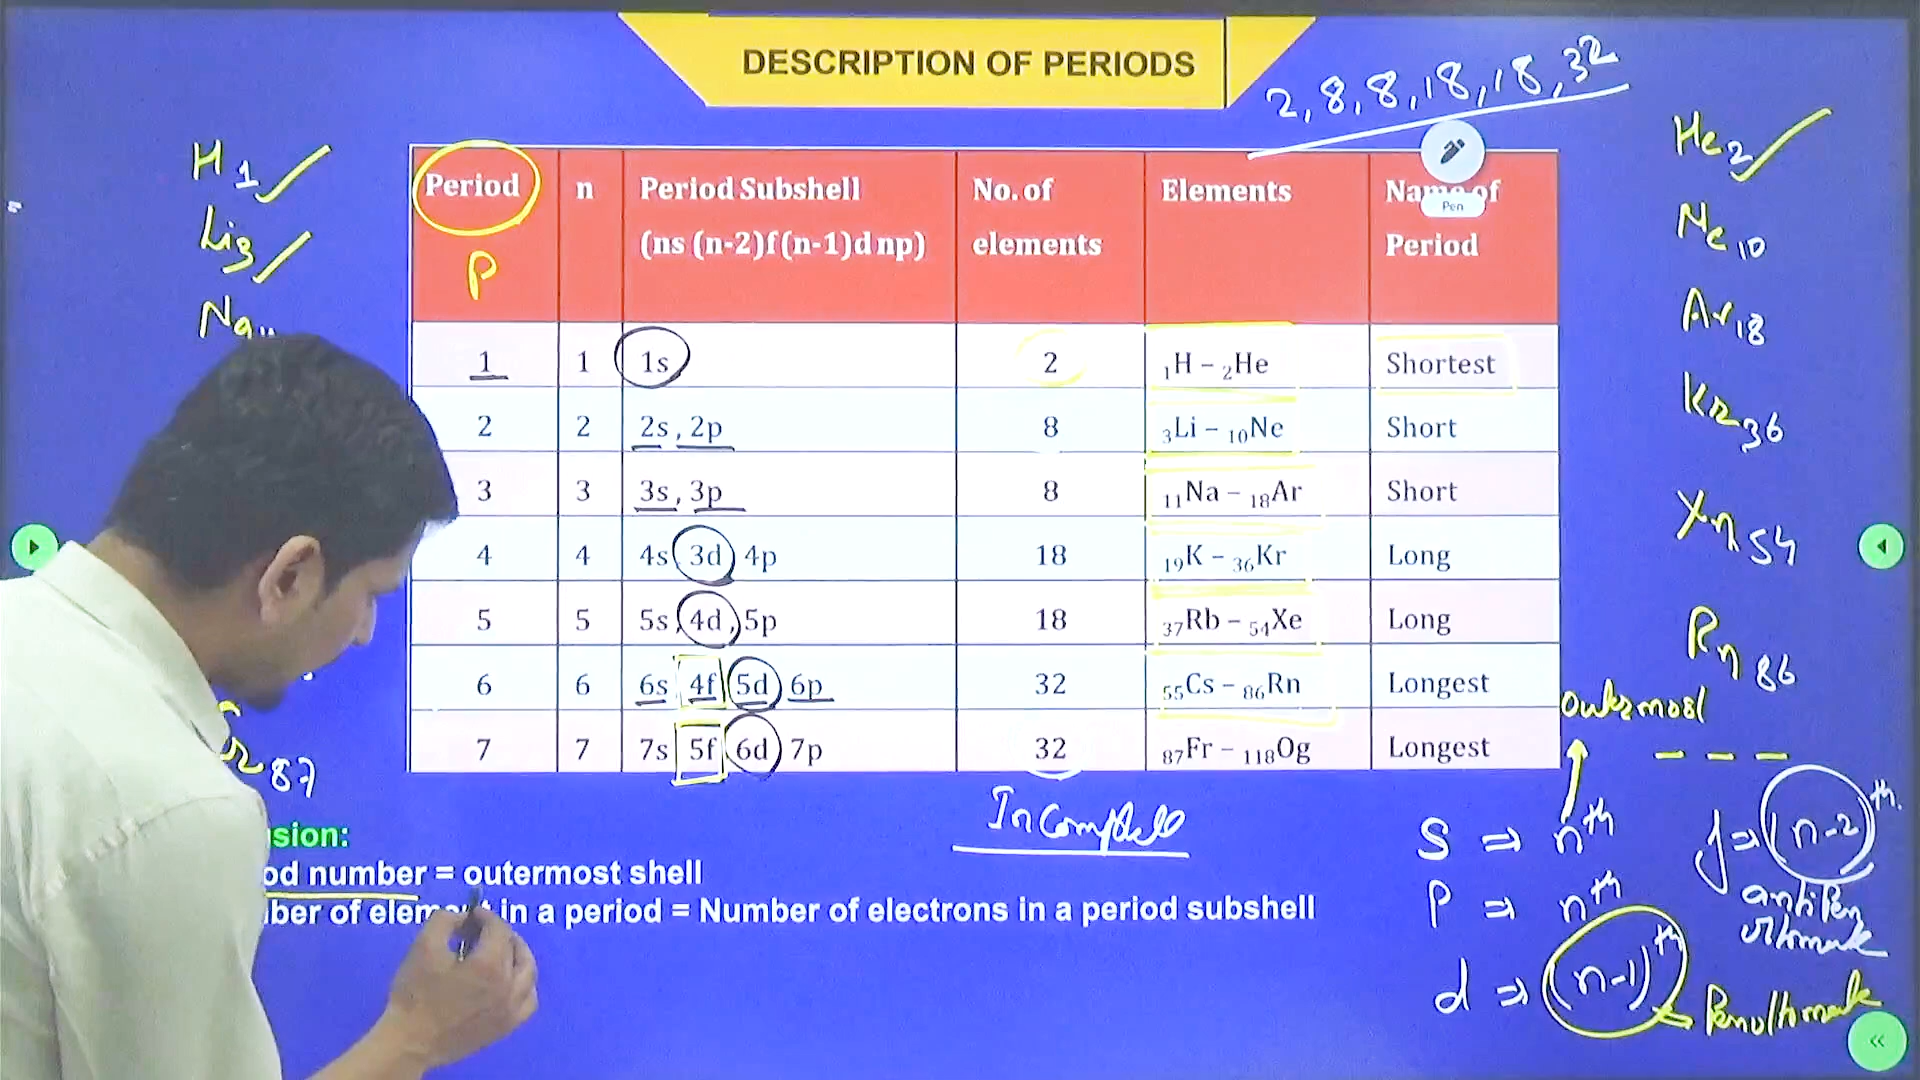 DESCRIPTION OF PERIODS
2, 8, 8, 18, 18, 32
H 1
Li 3
He 2
Ne 10
Ar 18
Kr 36
Xn 54
Rn 86
Period n Period Subshell (ns (n-2)f(n-1)d np) No. of elements Elements Name of Period
P
Pen
1 1 1s 2 ₁H – ₂He Shortest
2 2 2s, 2p 8 ₃Li – ₁₀Ne Short
3 3 3s, 3p 8 ₁₁Na – ₁₈Ar Short
4 4 4s 3d 4p 18 ₁₉K – ₃₆Kr Long
5 5 5s, 4d, 5p 18 ₃₇Rb – ₅₄Xe Long
6 6 6s 4f 5d 6p 32 ₅₅Cs – ₈₆Rn Longest
7 7 7s 5f 6d 7p 32 ₈₇Fr – ₁₁₈Og Longest
87
InComplete
sion:
od number = outermost shell
in a period = Number of electrons in a period subshell
outermost
S ⇒ nth
P ⇒ nth
d ⇒ (n-1)th
f ⇒ (n-2)th